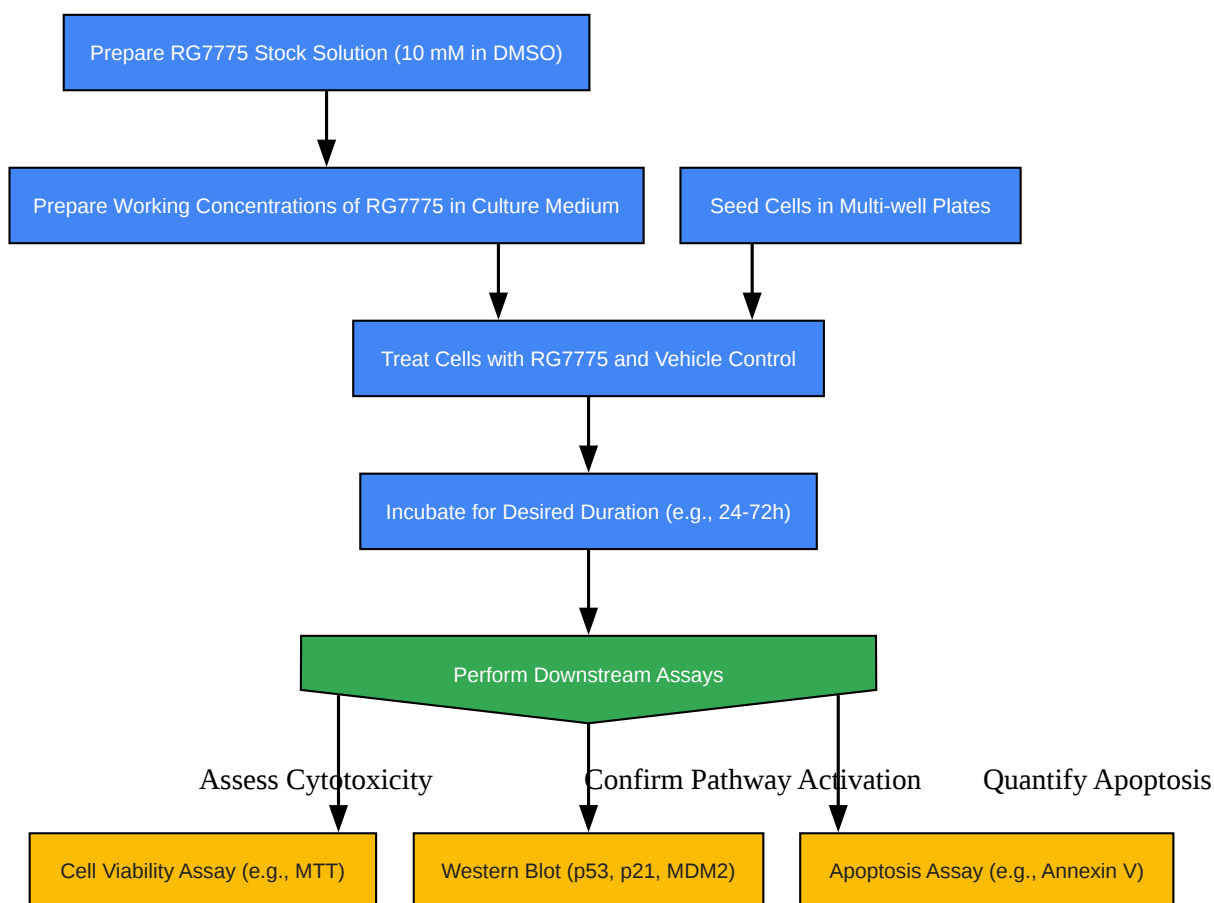 Prepare RG7775 Stock Solution (10 mM in DMSO)
Prepare Working Concentrations of RG7775 in Culture Medium
Seed Cells in Multi-well Plates
Treat Cells with RG7775 and Vehicle Control
Incubate for Desired Duration (e.g., 24-72h)
Perform Downstream Assays
Assess Cytotoxicity
Confirm Pathway Activation
Quantify Apoptosis
Cell Viability Assay (e.g., MTT)
Western Blot (p53, p21, MDM2)
Apoptosis Assay (e.g., Annexin V)